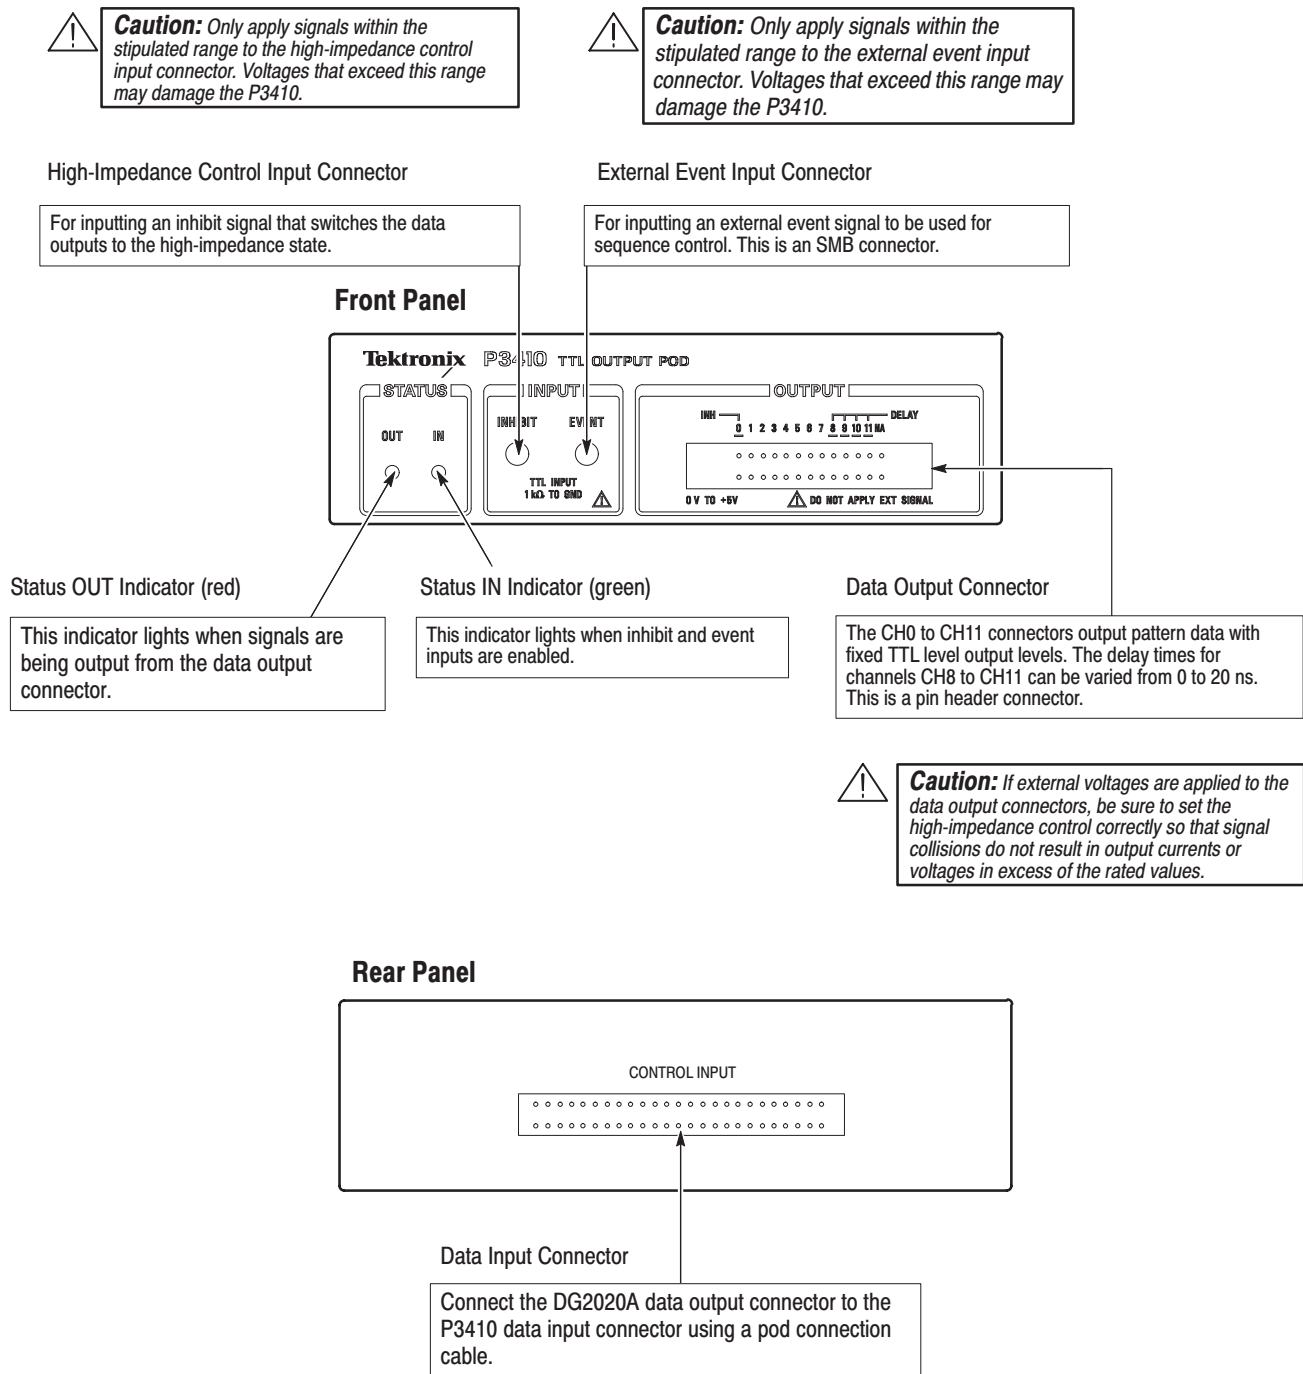 Caution: Only apply signals within the
stipulated range to the high-impedance control
input connector. Voltages that exceed this range
may damage the P3410.
Caution: Only apply signals within the
stipulated range to the external event input
connector. Voltages that exceed this range may
damage the P3410.
High-Impedance Control Input Connector
For inputting an inhibit signal that switches the data
outputs to the high-impedance state.
External Event Input Connector
For inputting an external event signal to be used for
sequence control. This is an SMB connector.
Front Panel
Tektronix P3410 TTL OUTPUT POD
STATUS
OUT IN
INPUT
INHIBIT EVENT
TTL INPUT
1 kΩ TO GND
OUTPUT
INH DELAY
0 1 2 3 4 5 6 7 8 9 10 11 NA
0 V TO +5V
DO NOT APPLY EXT SIGNAL
Status OUT Indicator (red)
This indicator lights when signals are
being output from the data output
connector.
Status IN Indicator (green)
This indicator lights when inhibit and event
inputs are enabled.
Data Output Connector
The CH0 to CH11 connectors output pattern data with
fixed TTL level output levels. The delay times for
channels CH8 to CH11 can be varied from 0 to 20 ns.
This is a pin header connector.
Caution: If external voltages are applied to the
data output connectors, be sure to set the
high-impedance control correctly so that signal
collisions do not result in output currents or
voltages in excess of the rated values.
Rear Panel
CONTROL INPUT
Data Input Connector
Connect the DG2020A data output connector to the
P3410 data input connector using a pod connection
cable.